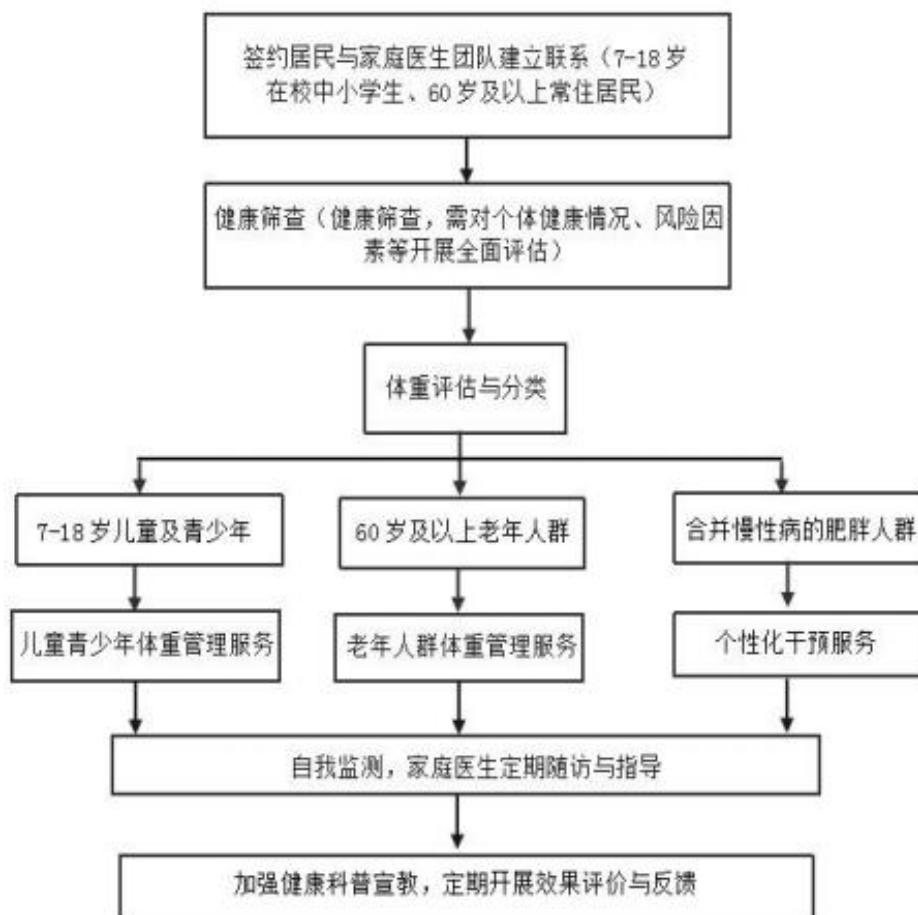 签约居民与家庭医生团队建立联系（7-18岁
在校中小学生、60岁及以上常住居民）
健康筛查（健康筛查，需对个体健康情况、风险因
素等开展全面评估）
体重评估与分类
7-18岁儿童及青少年
60岁及以上老年人群
合并慢性病的肥胖人群
儿童青少年体重管理服务
老年人群体重管理服务
个性化干预服务
自我监测，家庭医生定期随访与指导
加强健康科普宣教，定期开展效果评价与反馈